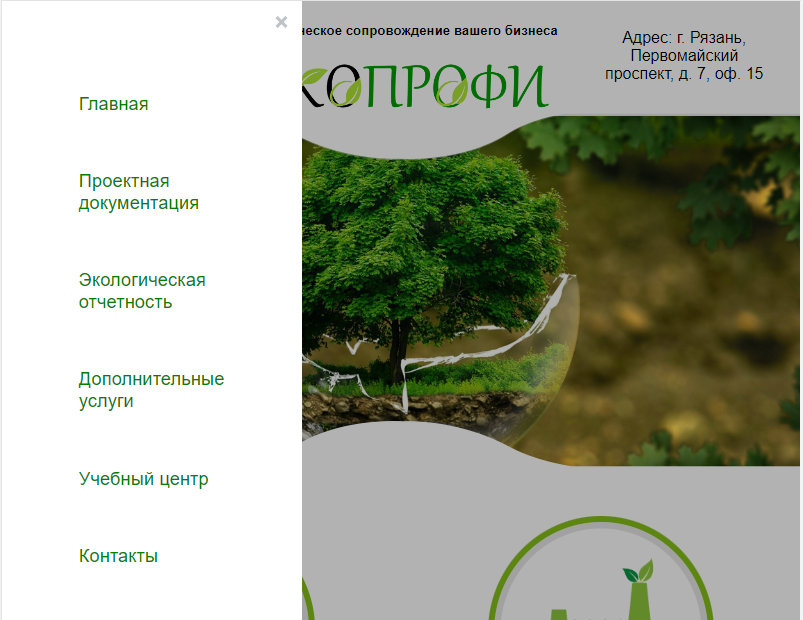 Главная
Проектная
документация
Экологическая
отчетность
Дополнительные
услуги
Учебный центр
Контакты
сопровождение вашего бизнеса
КОПРОФИ
Адрес: г. Рязань,
Первомайский
проспект, д. 7, оф. 15